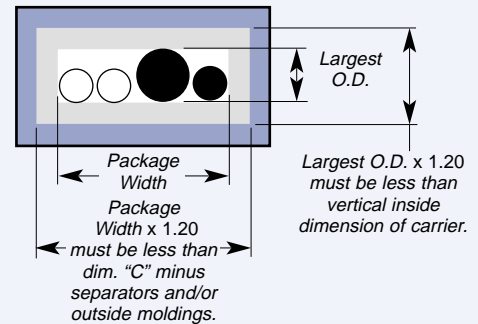 Largest
O.D.
Package
Width
Largest O.D. x 1.20
must be less than
vertical inside
dimension of carrier.
Package
Width x 1.20
must be less than
dim. “C” minus
separators and/or
outside moldings.